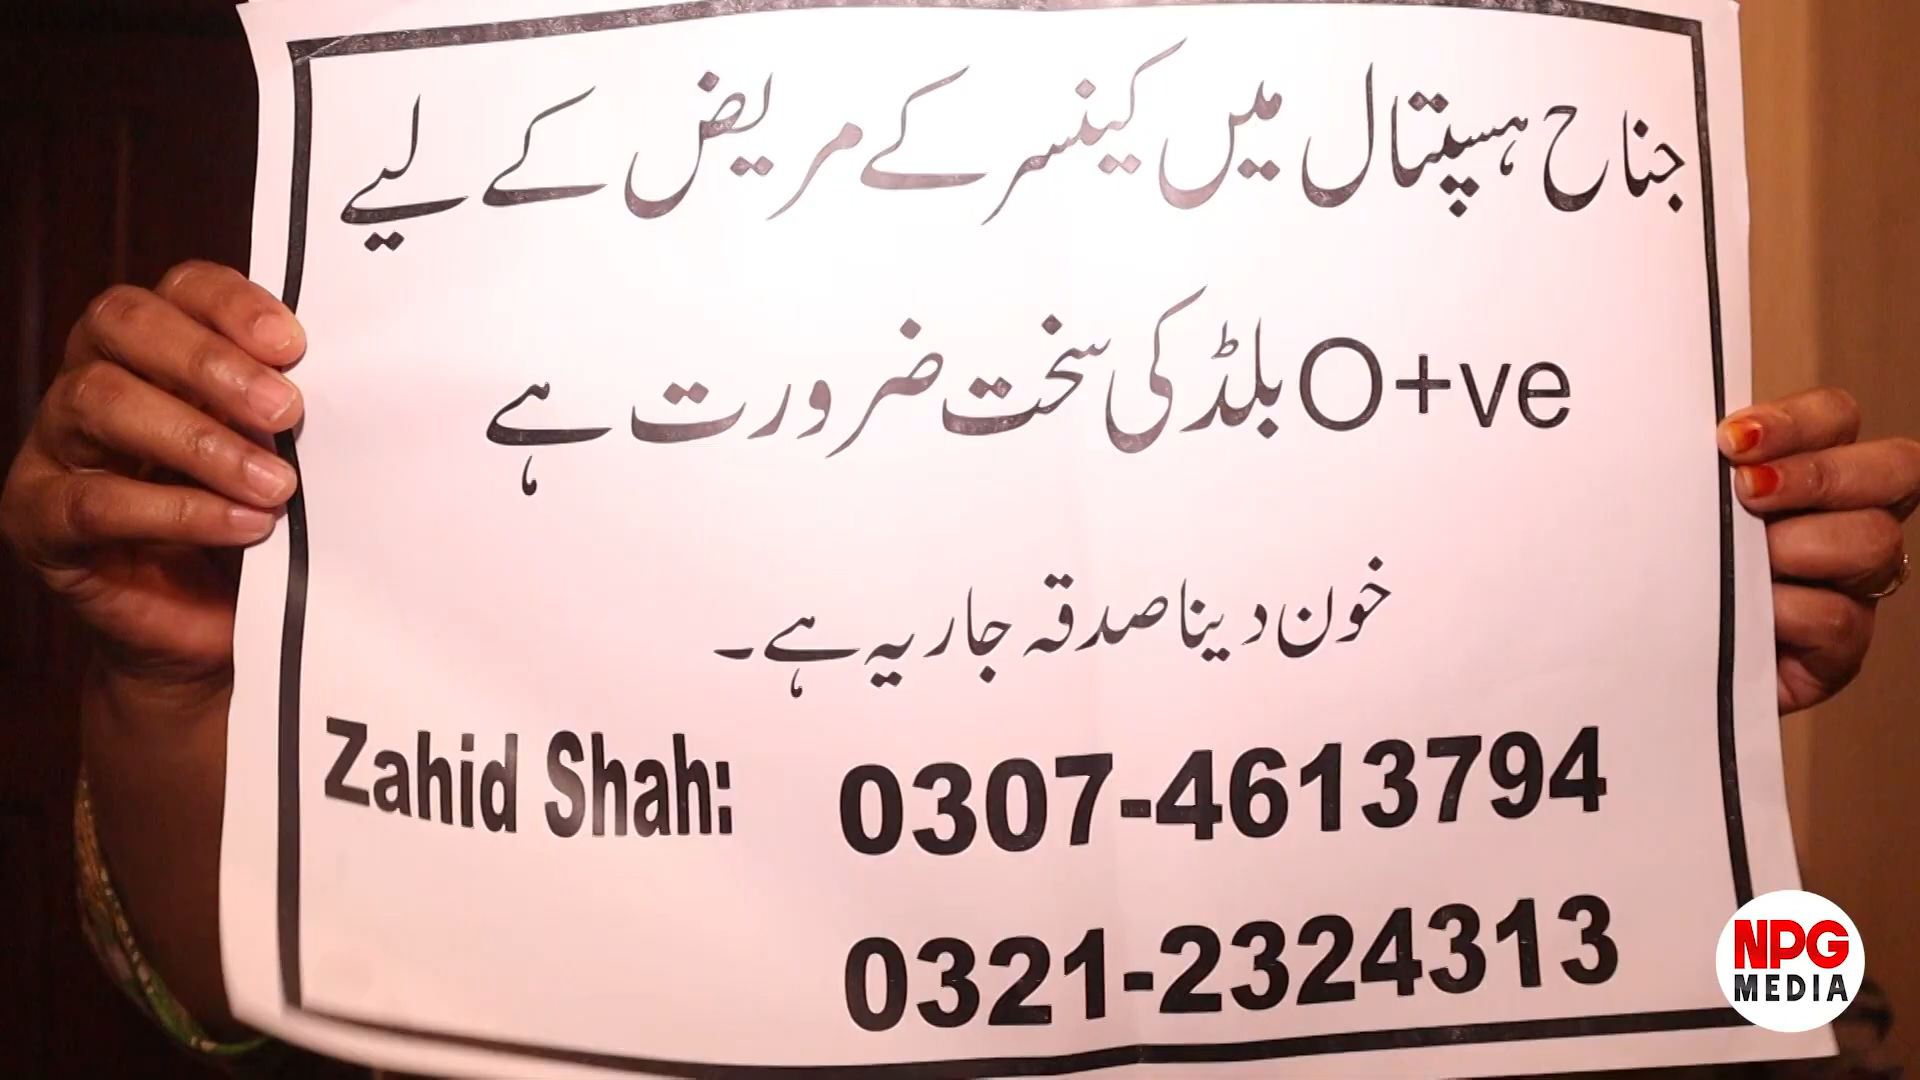 جناح ہسپتال میں کینسر کے مریض کے لیے
O+ve بلڈ کی سخت ضرورت ہے
خون دینا صدقہ جاریہ ہے۔
Zahid Shah: 0307-4613794
0321-2324313
NPG
MEDIA